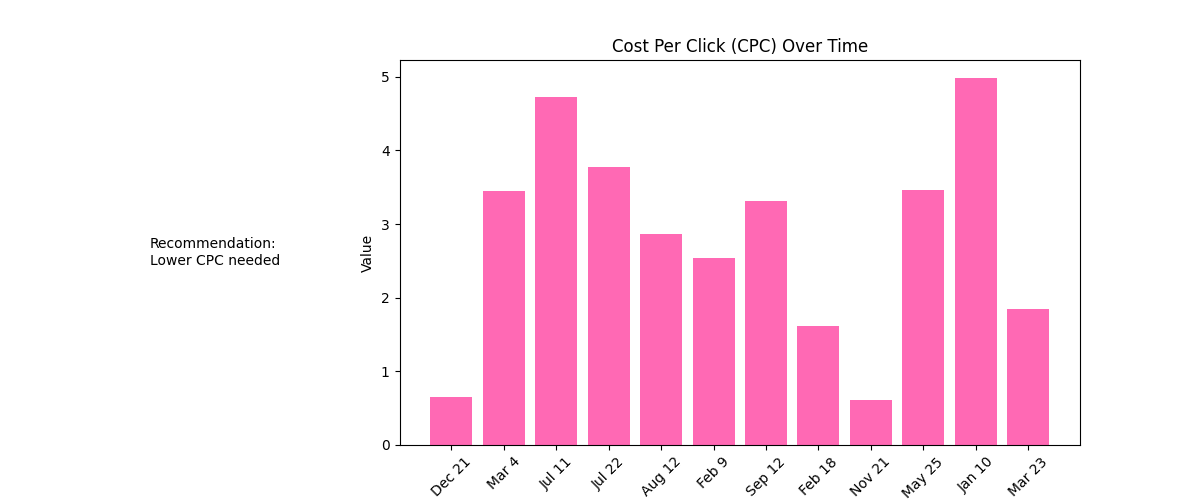 Cost Per Click (CPC) Over Time
Recommendation:
Lower CPC needed
Value
5
4
3
2
1
0
Dec 21
Mar 4
Jul 11
Jul 22
Aug 12
Feb 9
Sep 12
Feb 18
Nov 21
May 25
Jan 10
Mar 23